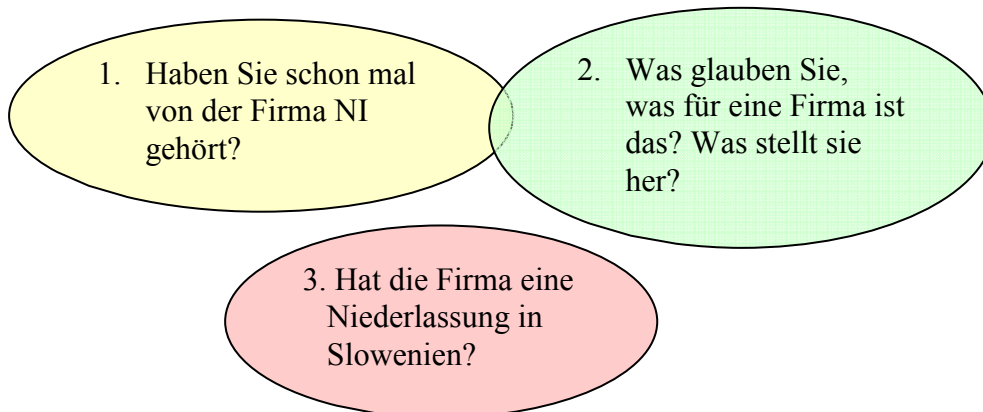 1. Haben Sie schon mal
von der Firma NI
gehört?
2. Was glauben Sie,
was für eine Firma ist
das? Was stellt sie
her?
3. Hat die Firma eine
Niederlassung in
Slowenien?